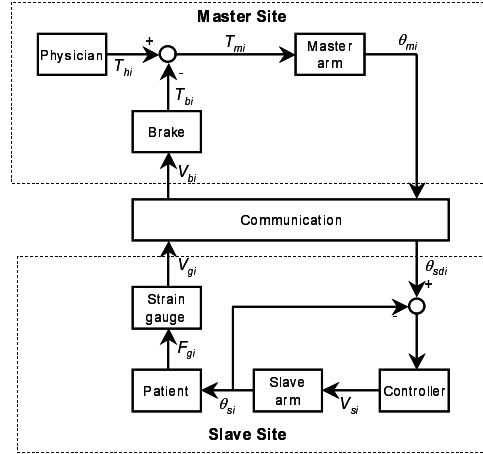 Master Site
Physician
+
-
T_hi
T_mi
Master
arm
θ_mi
T_bi
Brake
V_bi
Communication
V_gi
θ_sdi
+
-
Strain
gauge
F_gi
Patient
θ_si
Slave
arm
V_si
Controller
Slave Site